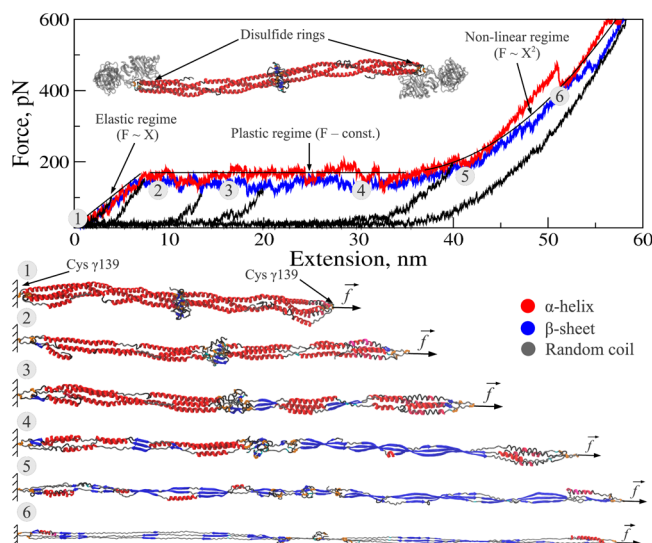 600
400
200
Force, pN
Disulfide rings
Non-linear regime
(F ~ X²)
Elastic regime
(F ~ X)
Plastic regime (F – const.)
1
2
3
4
5
6
0
10
20
30
40
50
60
Extension, nm
1
Cys γ139
Cys γ139
f
2
f
3
f
4
f
5
f
6
f
α-helix
β-sheet
Random coil